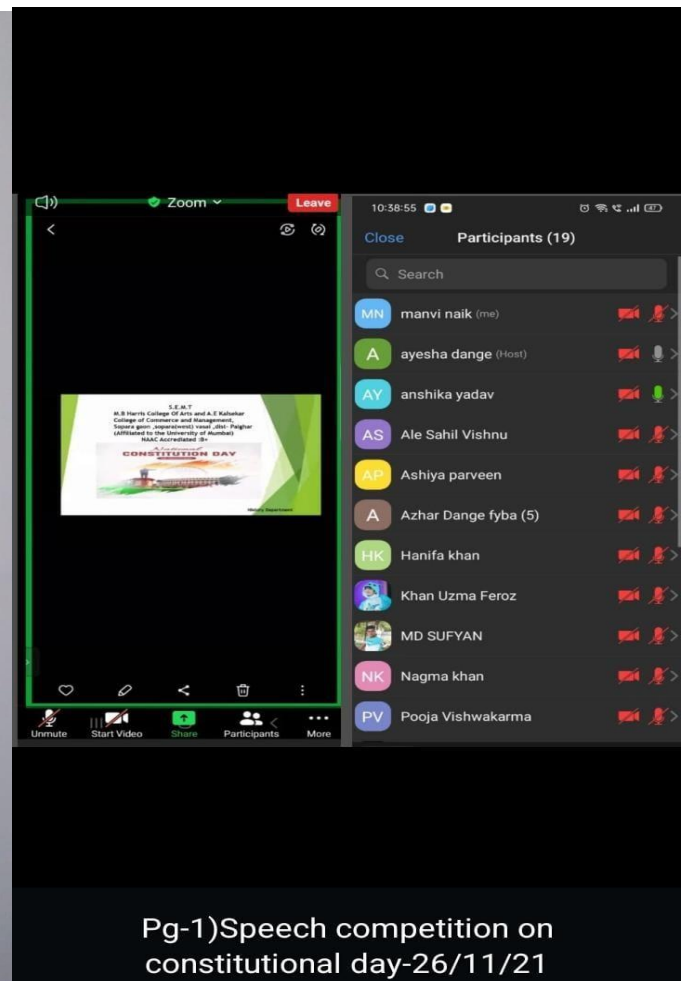 Zoom
Leave
S.E.M.T
M.B Harris College Of Arts and A.E Kalsekar
College of Commerce and Management,
Sopara gaon ,sopara(west) vasai ,dist- Palghar
(Affiliated to the University of Mumbai)
NAAC Accrediated :B+
National
CONSTITUTION DAY
History Department
Unmute
Start Video
Share
Participants
More
10:38:55
47
Close
Participants (19)
Search
MN manvi naik (me)
A ayesha dange (Host)
AY anshika yadav
AS Ale Sahil Vishnu
AP Ashiya parveen
A Azhar Dange fyba (5)
HK Hanifa khan
Khan Uzma Feroz
MD SUFYAN
NK Nagma khan
PV Pooja Vishwakarma
Pg-1)Speech competition on
constitutional day-26/11/21